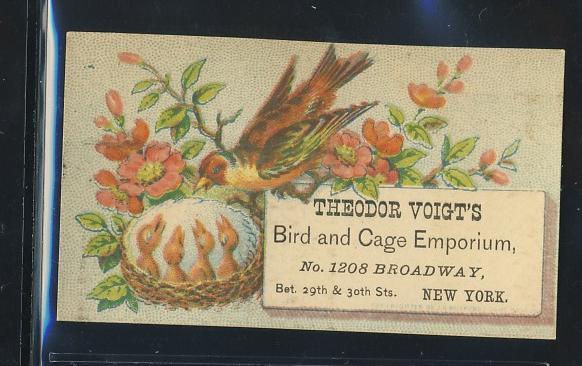 THEODOR VOIGT'S
Bird and Cage Emporium,
No. 1208 BROADWAY,
Bet. 29th & 30th Sts. NEW YORK.